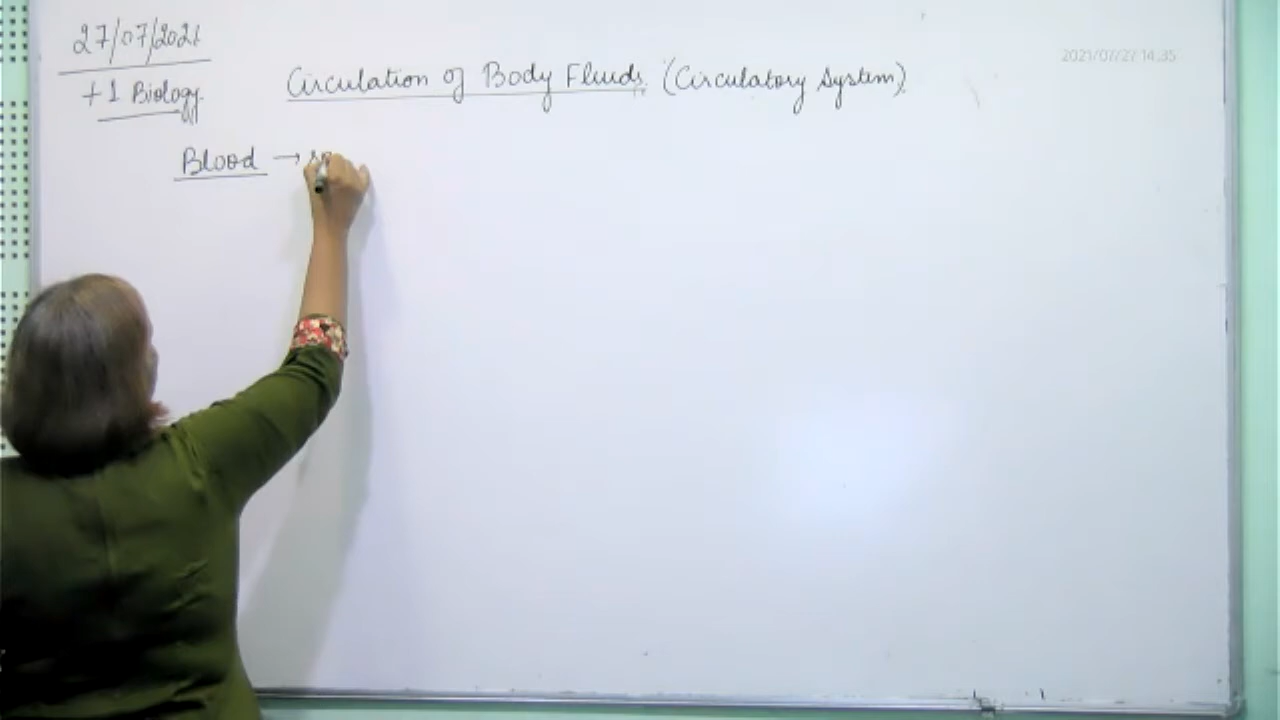 27/07/2021
2021/07/27 14:35
Circulation of Body Fluids (Circulatory System)
+1 Biology
Blood →